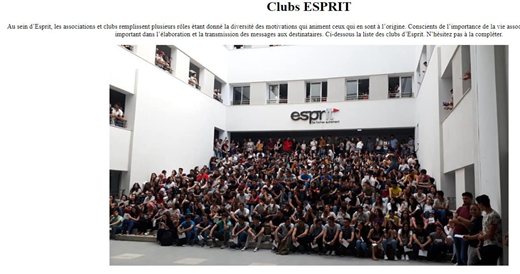 Clubs ESPRIT
Au sein d'Esprit, les associations et clubs remplissent plusieurs rôles étant donné la diversité des motivations qui animent ceux qui en sont à l'origine. Conscients de l'importance de la vie
important dans l'élaboration et la transmission des messages aux destinataires. Ci-dessous la liste des clubs d'Esprit. N'hésitez pas à la compléter.
esprit